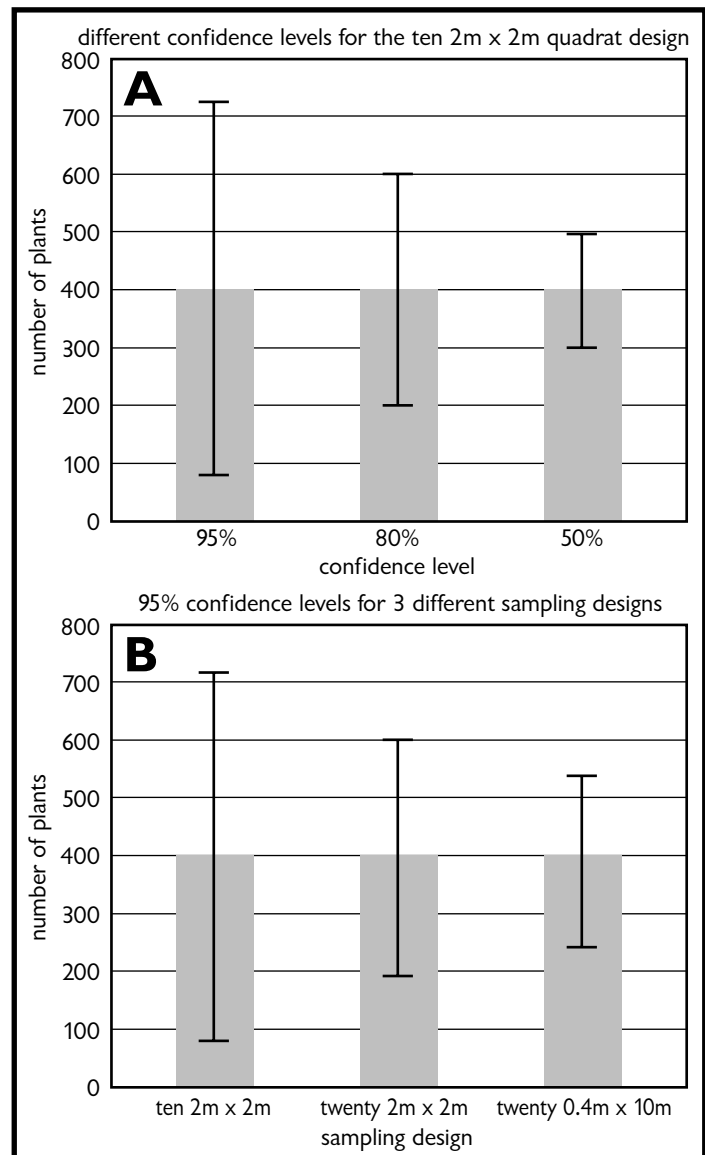 different confidence levels for the ten 2m x 2m quadrat design
A
800
700
600
500
400
300
200
100
0
number of plants
95% 80% 50%
confidence level
95% confidence levels for 3 different sampling designs
B
800
700
600
500
400
300
200
100
0
number of plants
ten 2m x 2m twenty 2m x 2m twenty 0.4m x 10m
sampling design